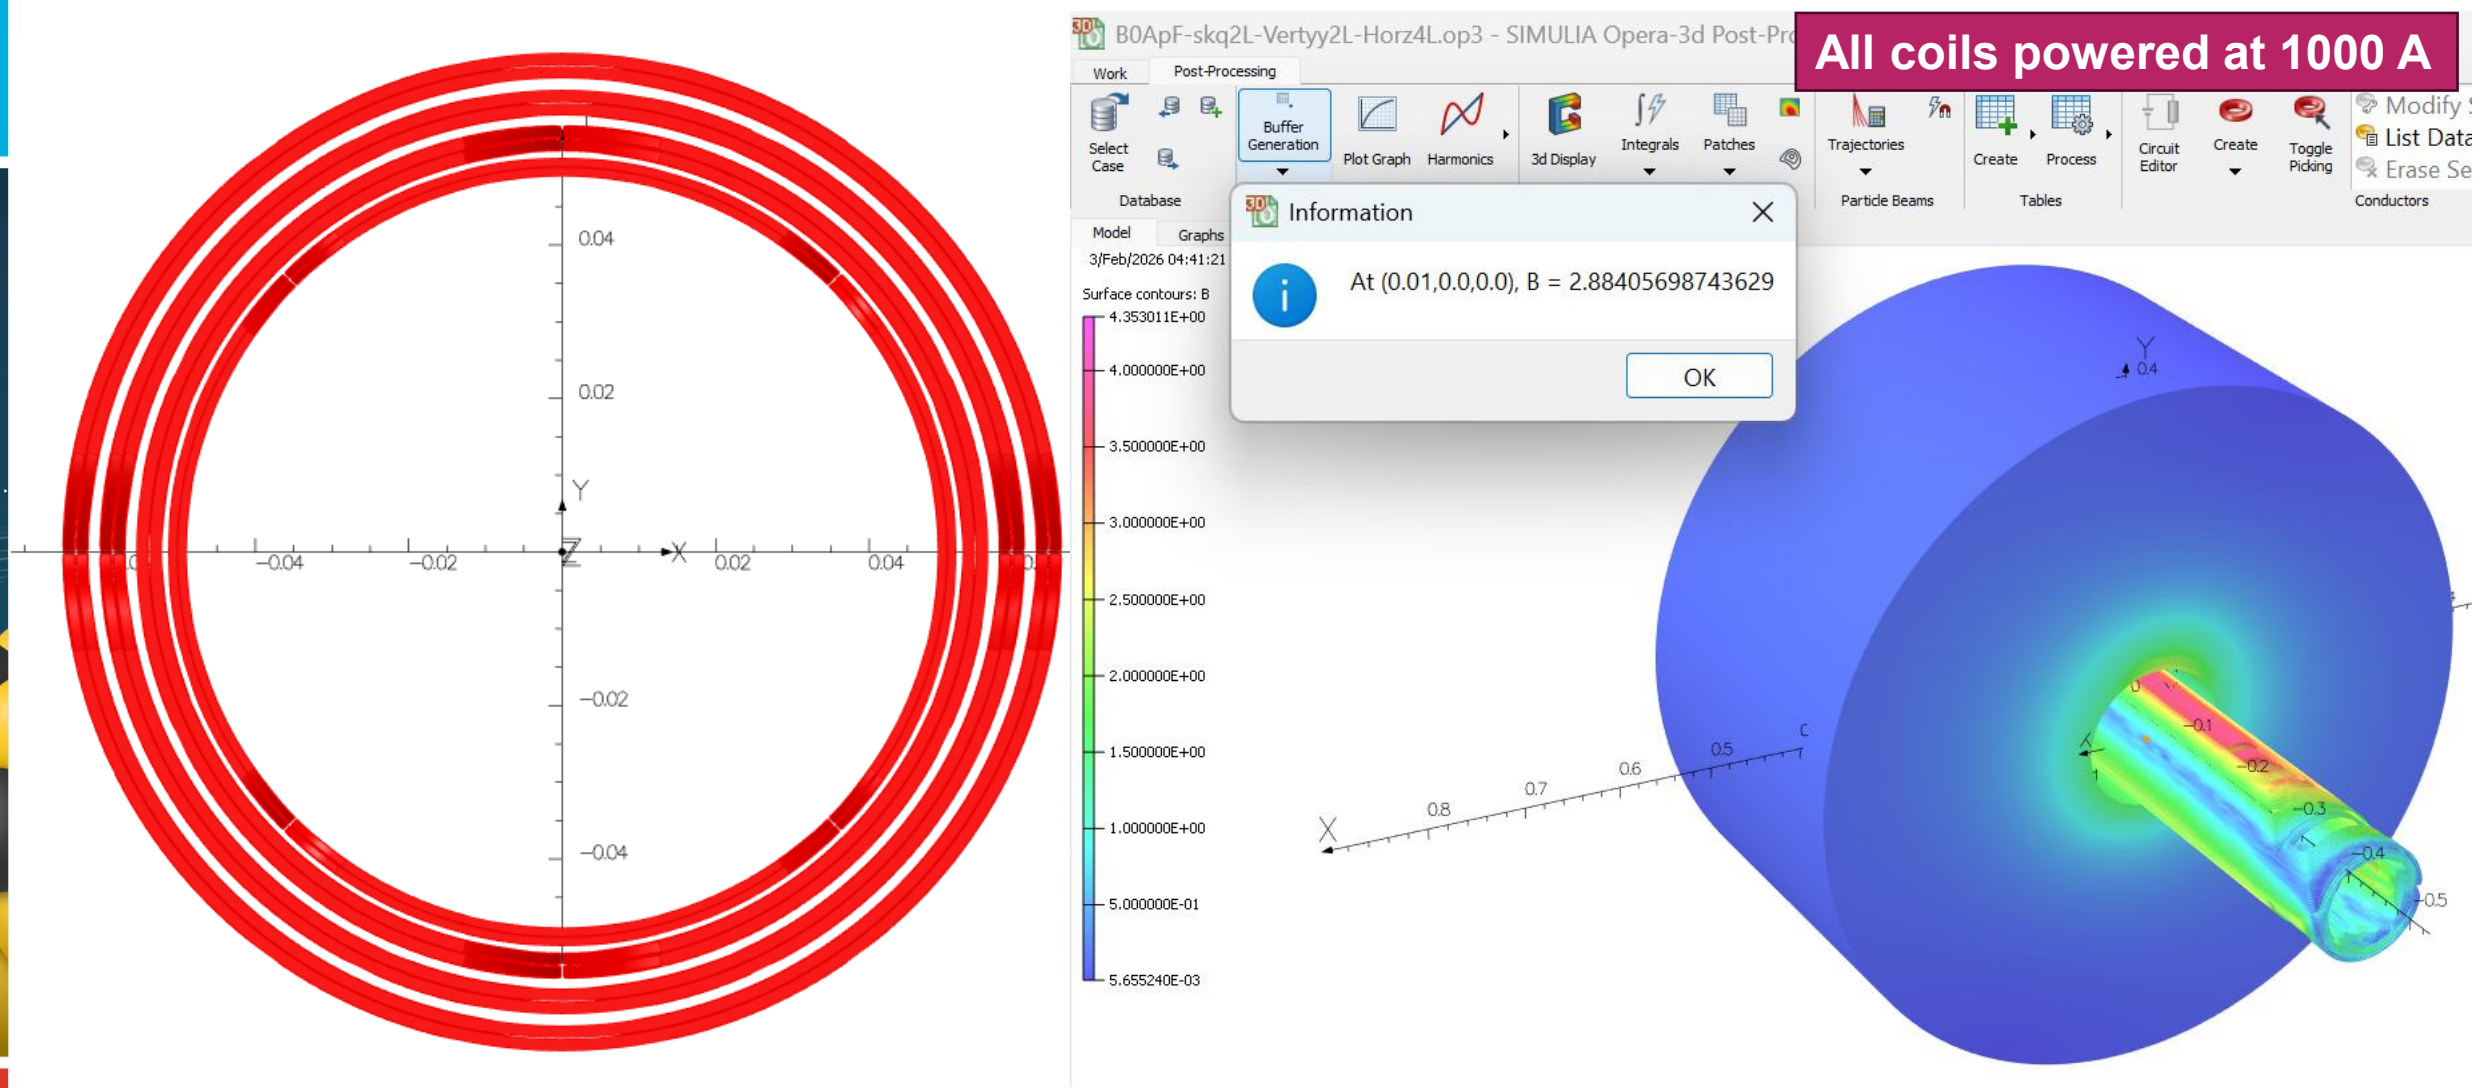 B0ApF-skq2L-Vertyy2L-Horz4L.op3 - SIMULIA Opera-3d Post-Pro
All coils powered at 1000 A
Work
Post-Processing
Select
Case
Buffer
Generation
Plot Graph
Harmonics
3d Display
Integrals
Patches
Trajectories
Create
Process
Circuit
Editor
Create
Toggle
Picking
Modify S
List Data
Erase Se
Database
Particle Beams
Tables
Conductors
Model
Graphs
Information
At (0.01,0.0,0.0), B = 2.88405698743629
OK
3/Feb/2026 04:41:21
Surface contours: B
4.353011E+00
4.000000E+00
3.500000E+00
3.000000E+00
2.500000E+00
2.000000E+00
1.500000E+00
1.000000E+00
5.000000E-01
5.655240E-03
0.04
0.02
Y
−0.04
−0.02
Z
X
0.02
0.04
−0.02
−0.04
Y
0.4
X
0.8
0.7
0.6
0.5
−0.1
−0.2
−0.3
−0.4
−0.5